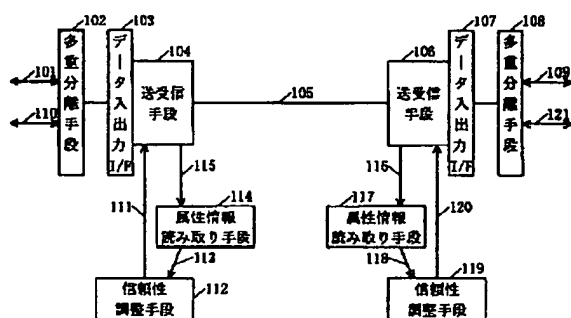 102
103
107
108
104
106
101
多重分離手段
データ入出力I/F
送受信
手段
105
送受信
手段
データ入出力I/F
多重分離手段
109
110
121
111
115
114
116
117
120
属性情報
読み取り手段
属性情報
読み取り手段
113
118
119
信頼性
調整手段
112
信頼性
調整手段